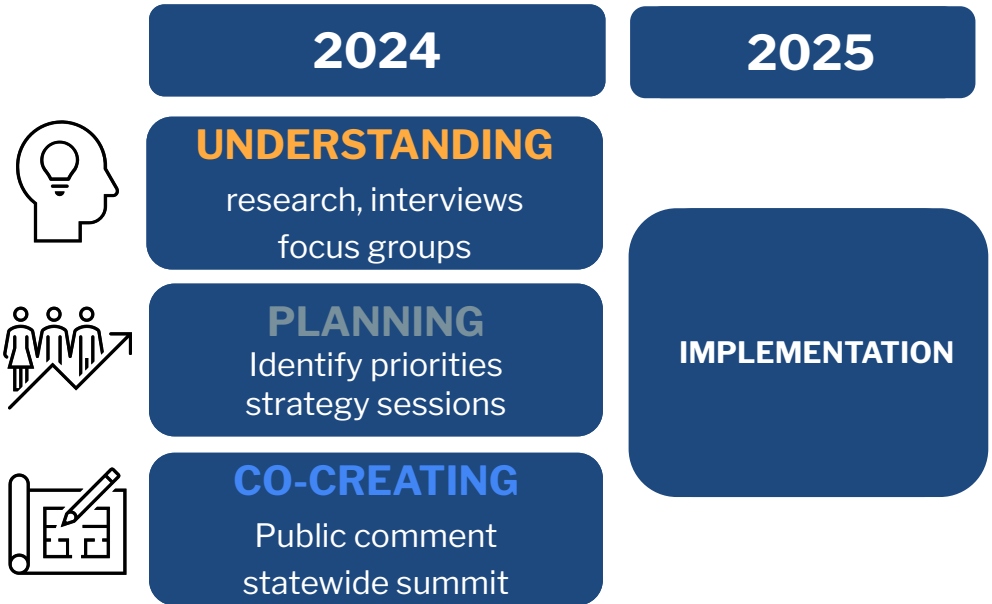 2024
2025
UNDERSTANDING
research, interviews
focus groups
PLANNING
Identify priorities
strategy sessions
CO-CREATING
Public comment
statewide summit
IMPLEMENTATION